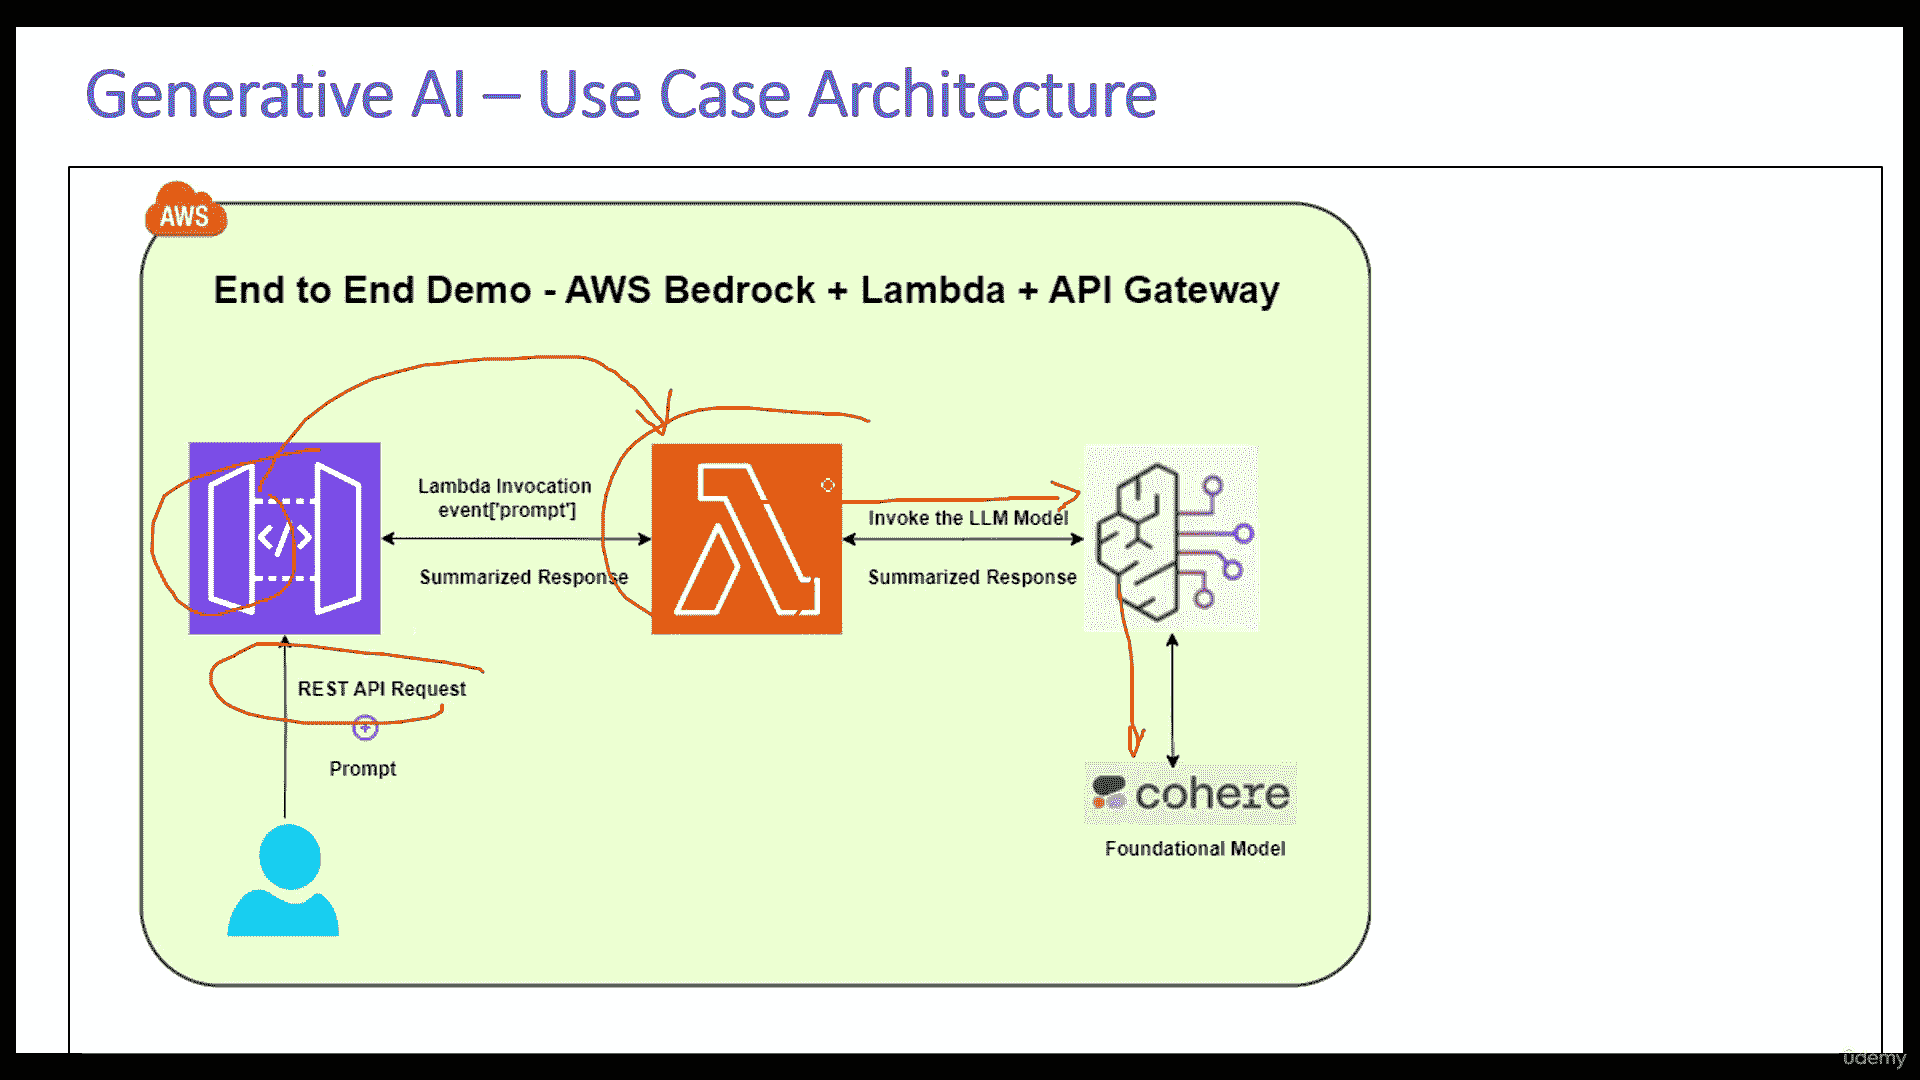 Generative AI – Use Case Architecture
AWS
End to End Demo - AWS Bedrock + Lambda + API Gateway
Lambda Invocation
event['prompt']
Summarized Response
Invoke the LLM Model
Summarized Response
REST API Request
Prompt
cohere
Foundational Model
ûdemy